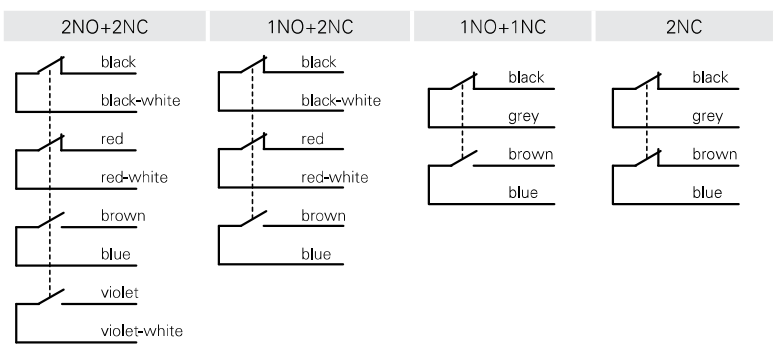 2NO+2NC
black
black-white
red
red-white
brown
blue
violet
violet-white
1NO+2NC
black
black-white
red
red-white
brown
blue
1NO+1NC
black
grey
brown
blue
2NC
black
grey
brown
blue